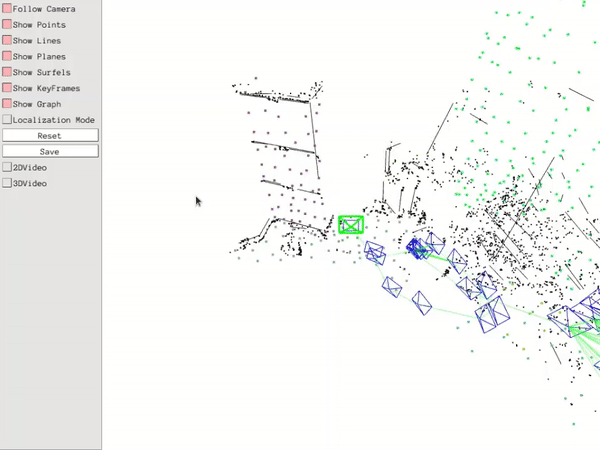 Follow Camera
Show Points
Show Lines
Show Planes
Show Surfels
Show KeyFrames
Show Graph
Localization Mode
Reset
Save
2DVideo
3DVideo